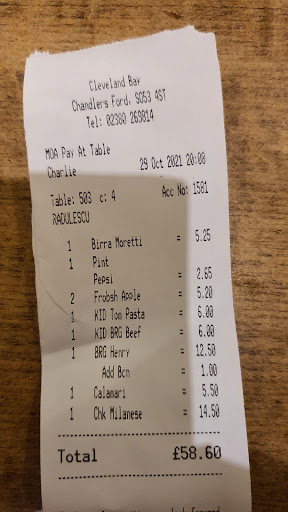 Cleveland Bay
Chandlers Ford, SO53 4ST
Tel: 02380 269814
MOA Pay At Table
Charlie 29 Oct 2021 20:08
Table: 503 c: 4 Acc No: 1581
RADULESCU
1 Birra Moretti = 5.25
1 Pint
Pepsi = 2.65
2 Frobsh Apple = 5.20
1 KID Tom Pasta = 6.00
1 KID BRG Beef = 6.00
1 BRG Henry = 12.50
Add Bcn = 1.00
1 Calamari = 5.50
1 Chk Milanese = 14.50
Total £58.60